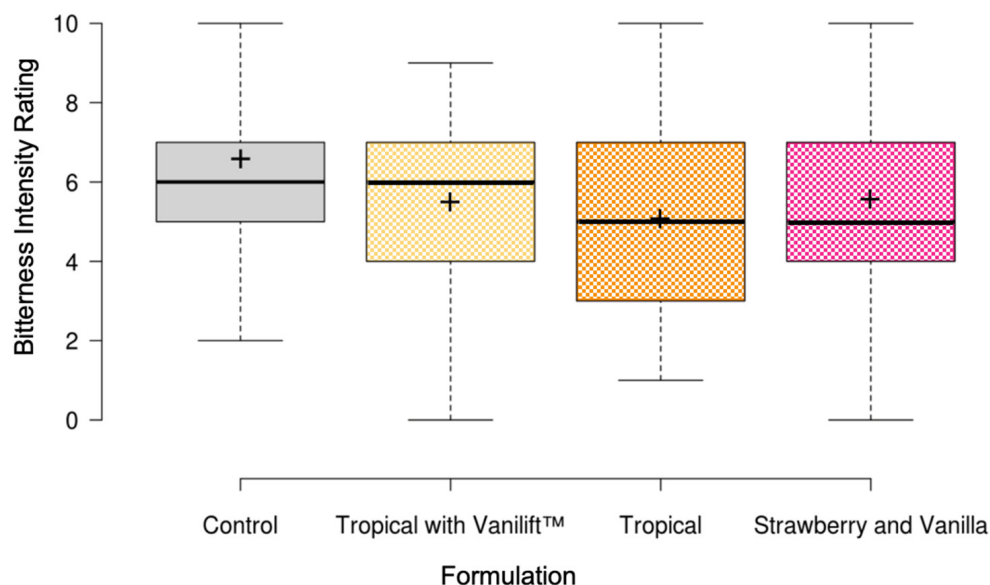 Bitterness Intensity Rating
10
8
6
4
2
0
Control
Tropical with Vanilift™
Tropical
Strawberry and Vanilla
Formulation